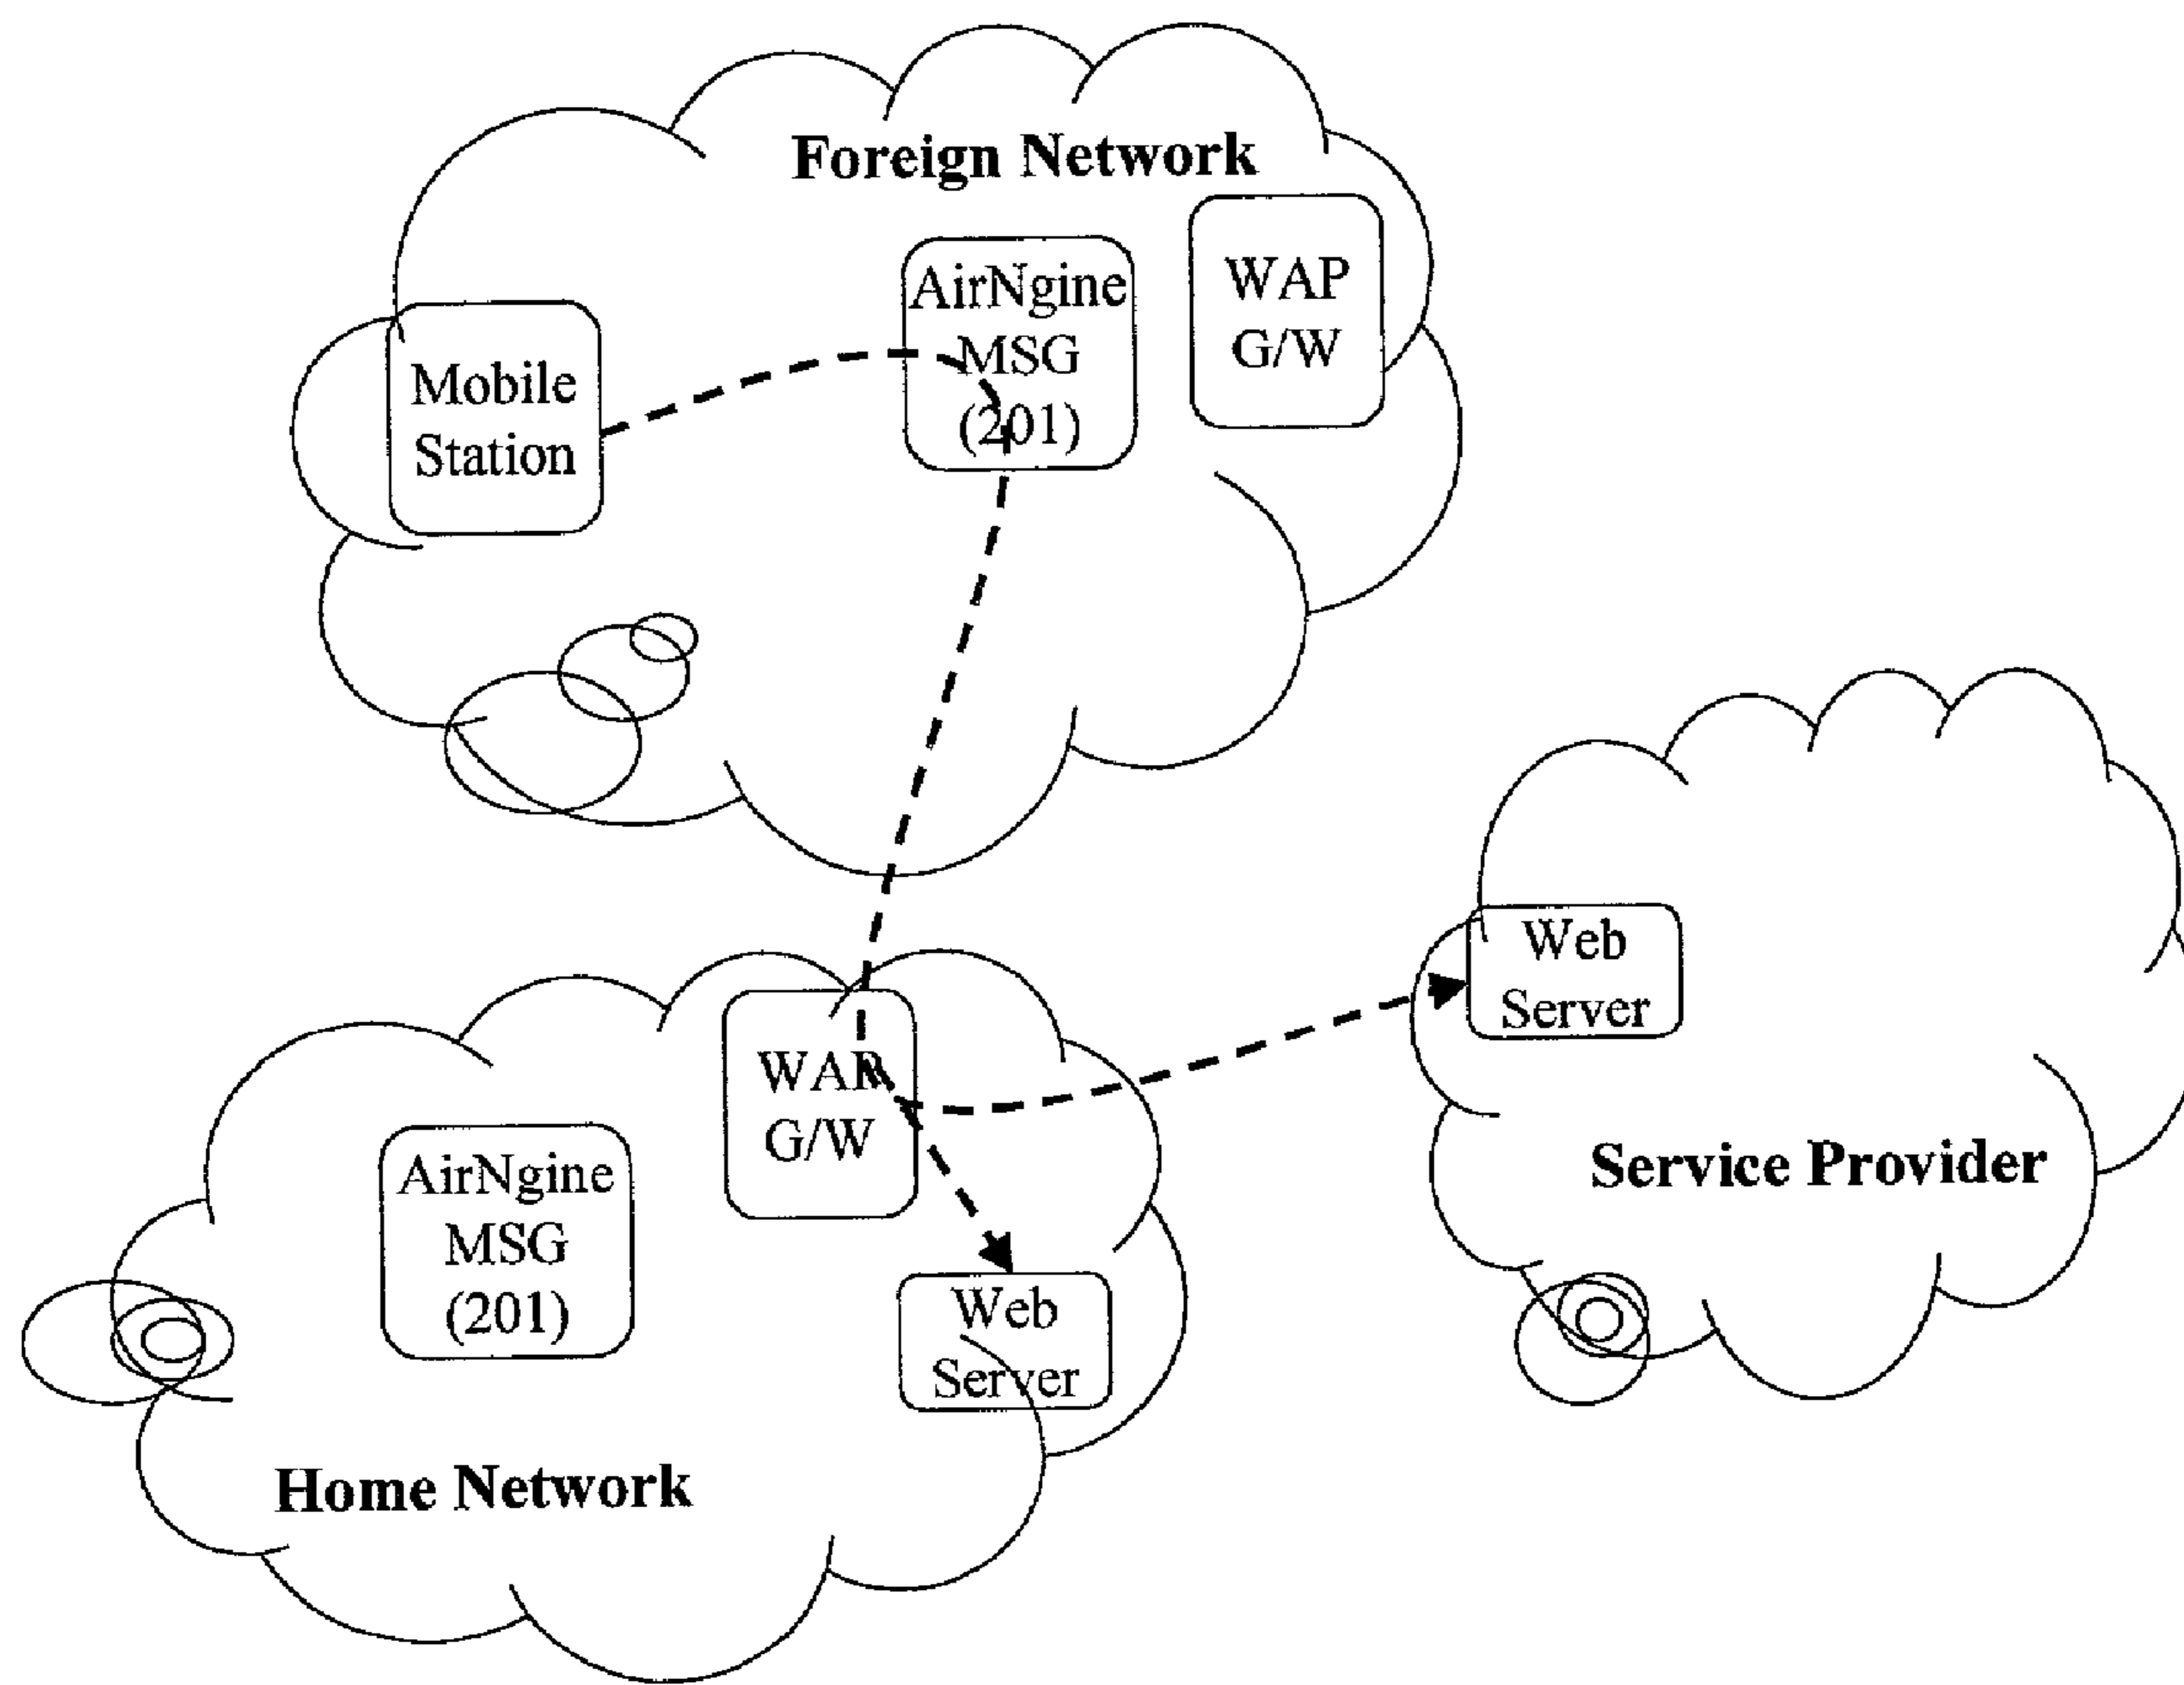 Foreign Network
AirNgine
MSG
(201)
WAP
G/W
Mobile
Station
Web
Server
WAP
G/W
AirNgine
MSG
(201)
Service Provider
Web
Server
Home Network